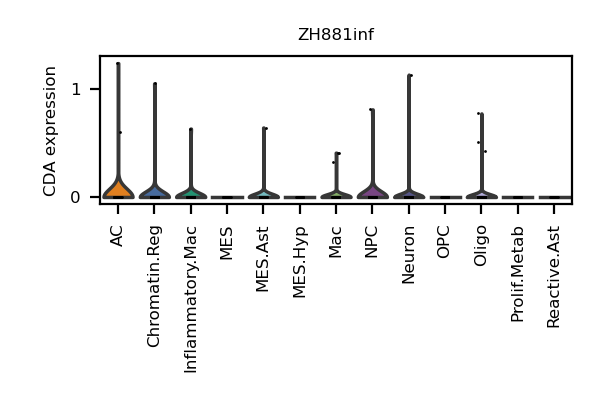 ZH881inf
CDA expression
1
0
AC
Chromatin.Reg
Inflammatory.Mac
MES
MES.Ast
MES.Hyp
Mac
NPC
Neuron
OPC
Oligo
Prolif.Metab
Reactive.Ast